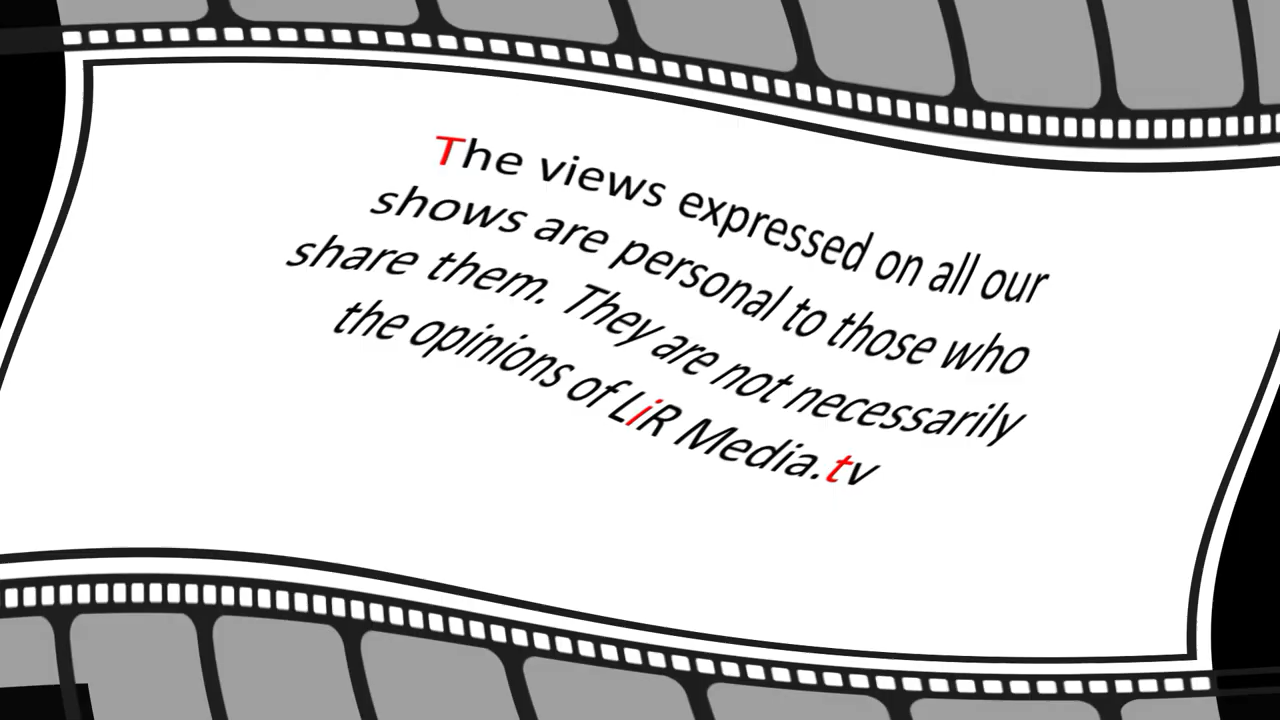 The views expressed on all our
shows are personal to those who
share them. They are not necessarily
the opinions of LiR Media.tv